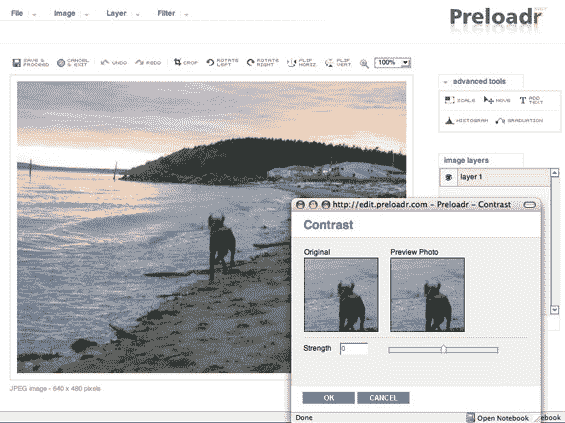 File Image Layer Filter
Preloadr
SAVE & PROCEED CANCEL & EXIT UNDO REDO CROP ROTATE LEFT ROTATE RIGHT FLIP HORIZ. FLIP VERT. 100%
advanced tools
SCALE MOVE ADD TEXT
HISTOGRAM GRADUATION
image layers
layer 1
http://edit.preloadr.com - Preloadr - Contrast
Contrast
Original Preview Photo
Strength 0
JPEG image - 640 x 480 pixels
OK CANCEL
Done Open Notebook ebook